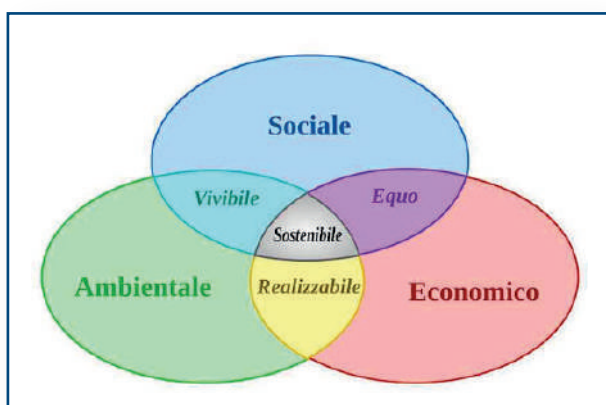 Sociale
Vivibile
Equo
Sostenibile
Ambientale
Realizzabile
Economico